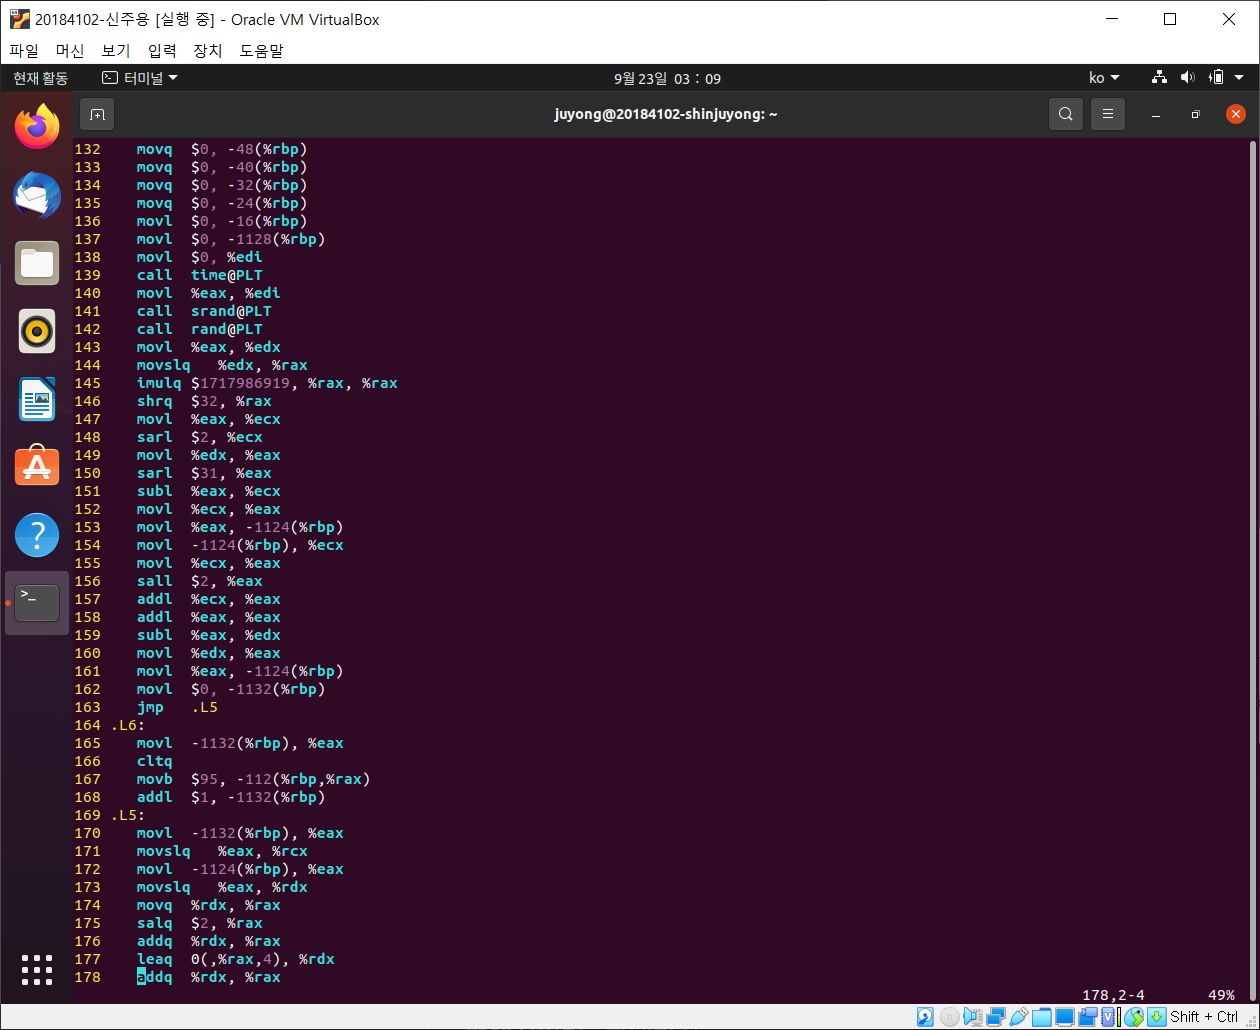 20184102-신주용 [실행 중] - Oracle VM VirtualBox
파일 머신 보기 입력 장치 도움말
현재 활동 터미널 9월 23일 03 : 09 ko
juyong@20184102-shinjuyong: ~
132 movq $0, -48(%rbp)
133 movq $0, -40(%rbp)
134 movq $0, -32(%rbp)
135 movq $0, -24(%rbp)
136 movl $0, -16(%rbp)
137 movl $0, -1128(%rbp)
138 movl $0, %edi
139 call time@PLT
140 movl %eax, %edi
141 call srand@PLT
142 call rand@PLT
143 movl %eax, %edx
144 movslq %edx, %rax
145 imulq $1717986919, %rax, %rax
146 shrq $32, %rax
147 movl %eax, %ecx
148 sarl $2, %ecx
149 movl %edx, %eax
150 sarl $31, %eax
151 subl %eax, %ecx
152 movl %ecx, %eax
153 movl %eax, -1124(%rbp)
154 movl -1124(%rbp), %ecx
155 movl %ecx, %eax
156 sall $2, %eax
157 addl %ecx, %eax
158 addl %eax, %eax
159 subl %eax, %edx
160 movl %edx, %eax
161 movl %eax, -1124(%rbp)
162 movl $0, -1132(%rbp)
163 jmp .L5
164 .L6:
165 movl -1132(%rbp), %eax
166 cltq
167 movb $95, -112(%rbp,%rax)
168 addl $1, -1132(%rbp)
169 .L5:
170 movl -1132(%rbp), %eax
171 movslq %eax, %rcx
172 movl -1124(%rbp), %eax
173 movslq %eax, %rdx
174 movq %rdx, %rax
175 salq $2, %rax
176 addq %rdx, %rax
177 leaq 0(,%rax,4), %rdx
178 addq %rdx, %rax
178,2-4 49%
Shift + Ctrl